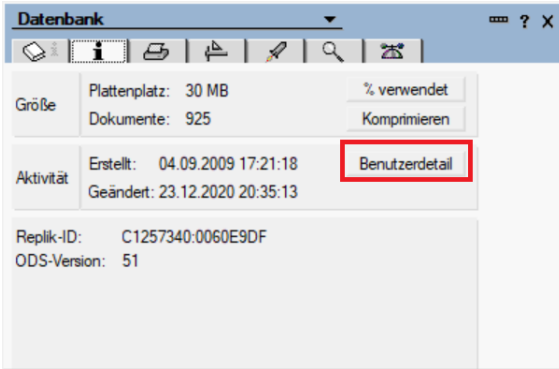 Datenbank
? X
i i
Größe
Plattenplatz: 30 MB
% verwendet
Dokumente: 925
Komprimieren
Aktivität
Erstellt: 04.09.2009 17:21:18
Benutzerdetail
Geändert: 23.12.2020 20:35:13
Replik-ID: C1257340:0060E9DF
ODS-Version: 51